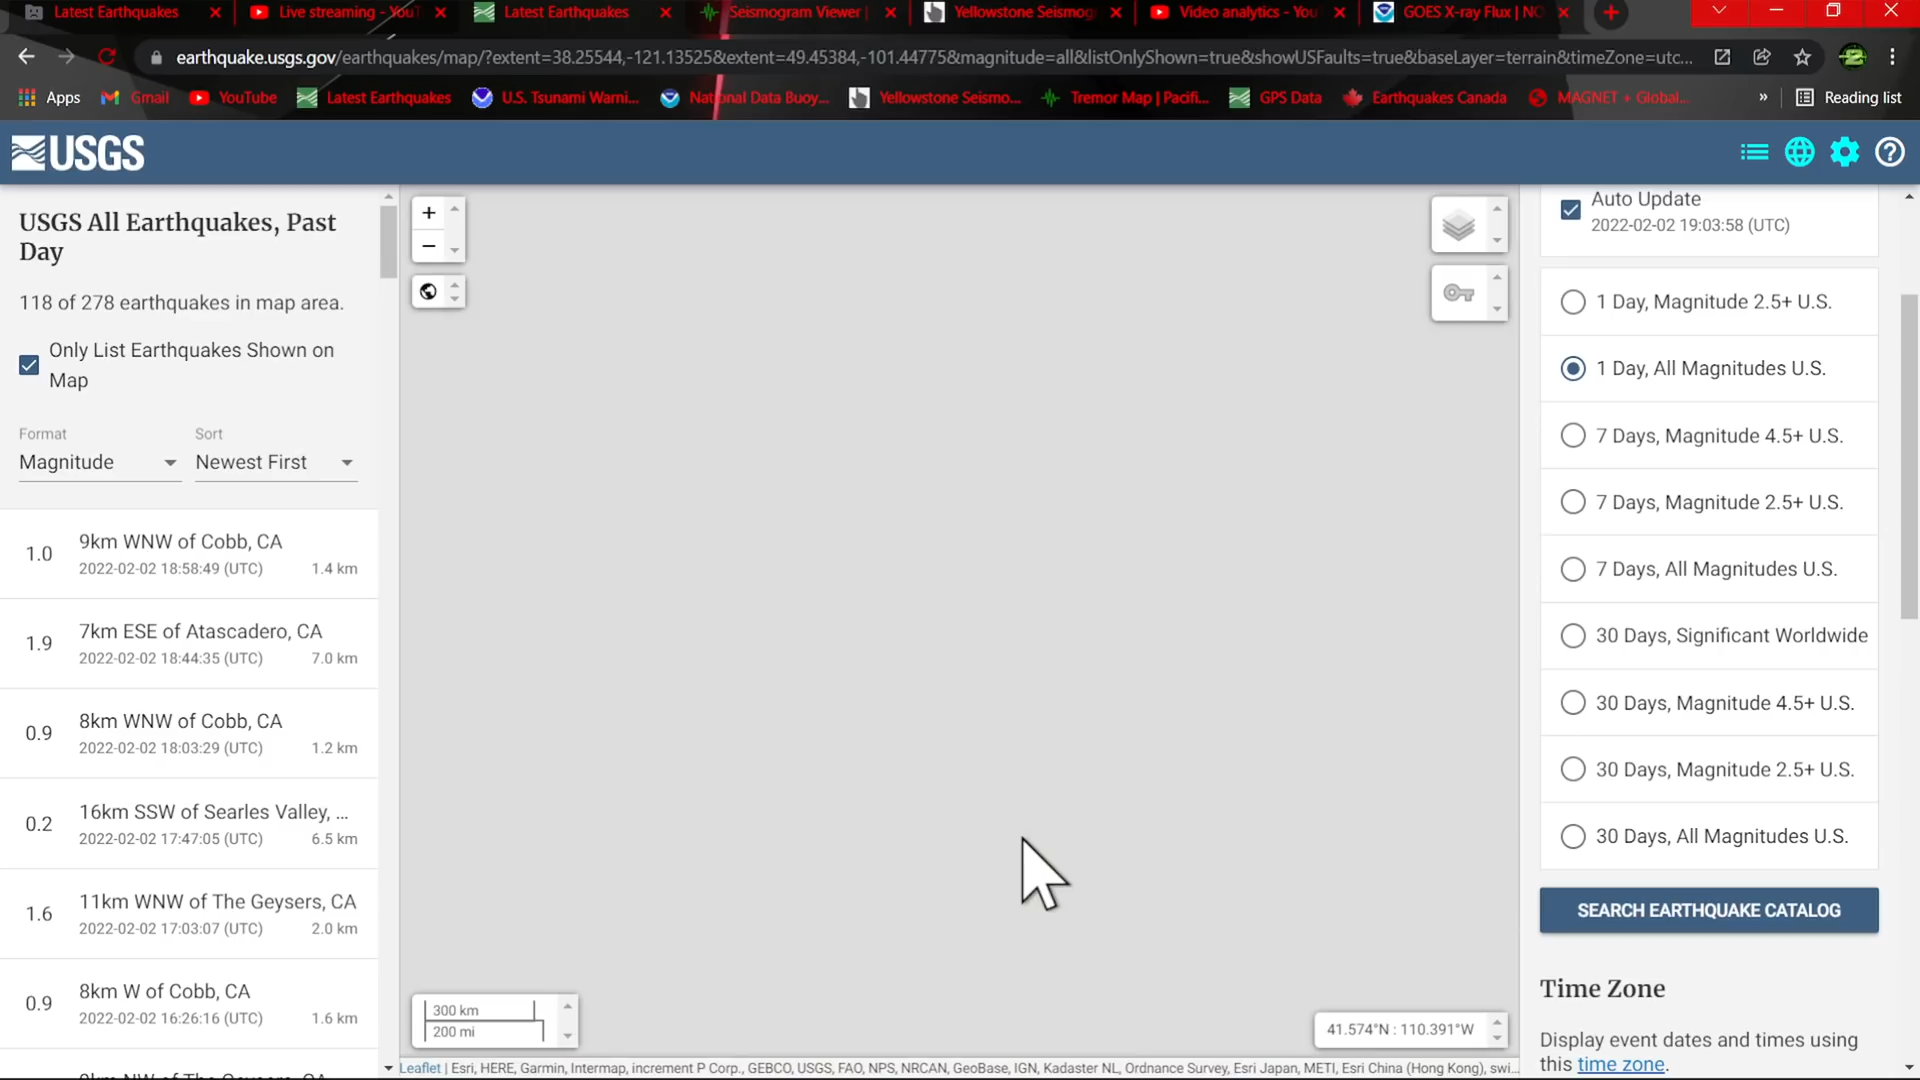 Latest Earthquakes
Live streaming - YouT
Latest Earthquakes
Seismogram Viewer |
Yellowstone Seismog
Video analytics - You
GOES X-ray Flux | NO
earthquake.usgs.gov/earthquakes/map/?extent=38.25544,-121.13525&extent=49.45384,-101.44775&magnitude=all&listOnlyShown=true&showUSFaults=true&baseLayer=terrain&timeZone=utc...
Apps
Gmail
YouTube
Latest Earthquakes
U.S. Tsunami Warni...
National Data Buoy...
Yellowstone Seismo...
Tremor Map | Pacifi...
GPS Data
Earthquakes Canada
MAGNET + Global...
»
Reading list
USGS
USGS All Earthquakes, Past
Day
118 of 278 earthquakes in map area.
Only List Earthquakes Shown on
Map
Format
Sort
Magnitude
Newest First
1.0
9km WNW of Cobb, CA
2022-02-02 18:58:49 (UTC)
1.4 km
1.9
7km ESE of Atascadero, CA
2022-02-02 18:44:35 (UTC)
7.0 km
0.9
8km WNW of Cobb, CA
2022-02-02 18:03:29 (UTC)
1.2 km
0.2
16km SSW of Searles Valley, ...
2022-02-02 17:47:05 (UTC)
6.5 km
1.6
11km WNW of The Geysers, CA
2022-02-02 17:03:07 (UTC)
2.0 km
0.9
8km W of Cobb, CA
2022-02-02 16:26:16 (UTC)
1.6 km
+
−
300 km
200 mi
41.574°N : 110.391°W
Leaflet | Esri, HERE, Garmin, Intermap, increment P Corp., GEBCO, USGS, FAO, NPS, NRCAN, GeoBase, IGN, Kadaster NL, Ordnance Survey, Esri Japan, METI, Esri China (Hong Kong), swi...
Auto Update
2022-02-02 19:03:58 (UTC)
1 Day, Magnitude 2.5+ U.S.
1 Day, All Magnitudes U.S.
7 Days, Magnitude 4.5+ U.S.
7 Days, Magnitude 2.5+ U.S.
7 Days, All Magnitudes U.S.
30 Days, Significant Worldwide
30 Days, Magnitude 4.5+ U.S.
30 Days, Magnitude 2.5+ U.S.
30 Days, All Magnitudes U.S.
SEARCH EARTHQUAKE CATALOG
Time Zone
Display event dates and times using
this time zone.